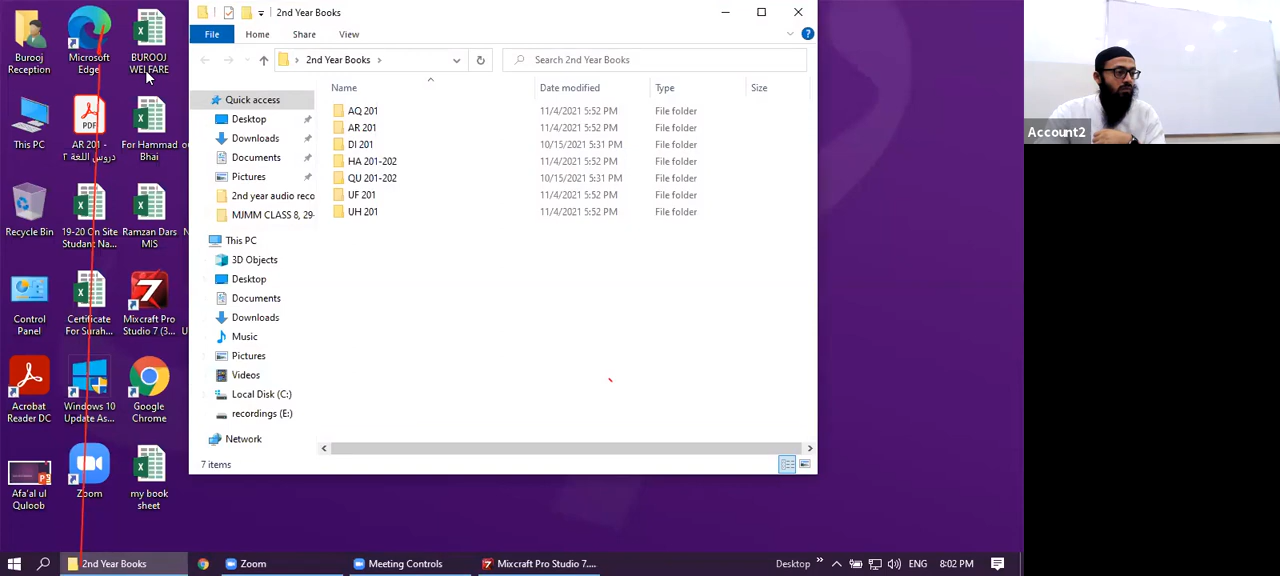 2nd Year Books
File
Home
Share
View
2nd Year Books
Search 2nd Year Books
Name
Date modified
Type
Size
Quick access
Desktop
Downloads
Documents
Pictures
2nd year audio reco
MJMM CLASS 8, 29-
This PC
3D Objects
Desktop
Documents
Downloads
Music
Pictures
Videos
Local Disk (C:)
recordings (E:)
Network
AQ 201 11/4/2021 5:52 PM File folder
AR 201 11/4/2021 5:52 PM File folder
DI 201 10/15/2021 5:31 PM File folder
HA 201-202 11/4/2021 5:52 PM File folder
QU 201-202 10/15/2021 5:31 PM File folder
UF 201 11/4/2021 5:52 PM File folder
UH 201 11/4/2021 5:52 PM File folder
7 items
Burooj
Reception
Microsoft
Edge
BUROOJ
WELFARE
This PC
PDF
AR 201 -
دروس اللغة ٢
For Hammad
Bhai
Recycle Bin
19-20 On Site
Studant Na...
Ramzan Dars
MIS
Control
Panel
Certificate
For Surah...
Mixcraft Pro
Studio 7 (3...
Acrobat
Reader DC
Windows 10
Update As...
Google
Chrome
Afa'al ul
Quloob
Zoom
my book
sheet
Account2
2nd Year Books
Zoom
Meeting Controls
Mixcraft Pro Studio 7....
Desktop
ENG
8:02 PM